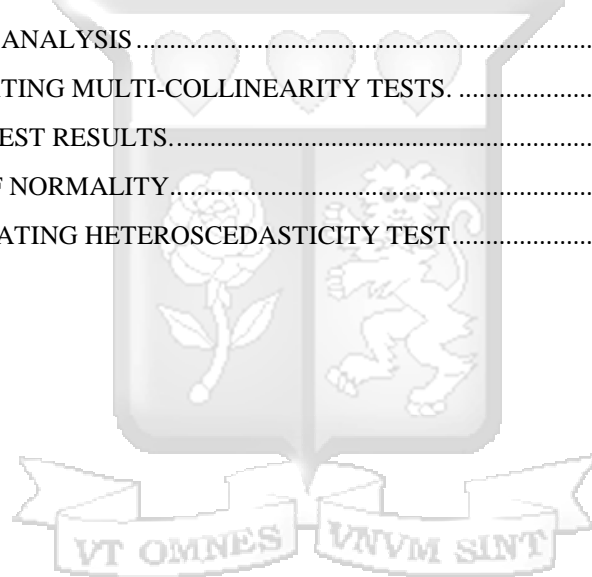 ANALYSIS
TING MULTI-COLLINEARITY TESTS.
EST RESULTS.
F NORMALITY
ATING HETEROSCEDASTICITY TEST
VT OMNES VNVM SINT